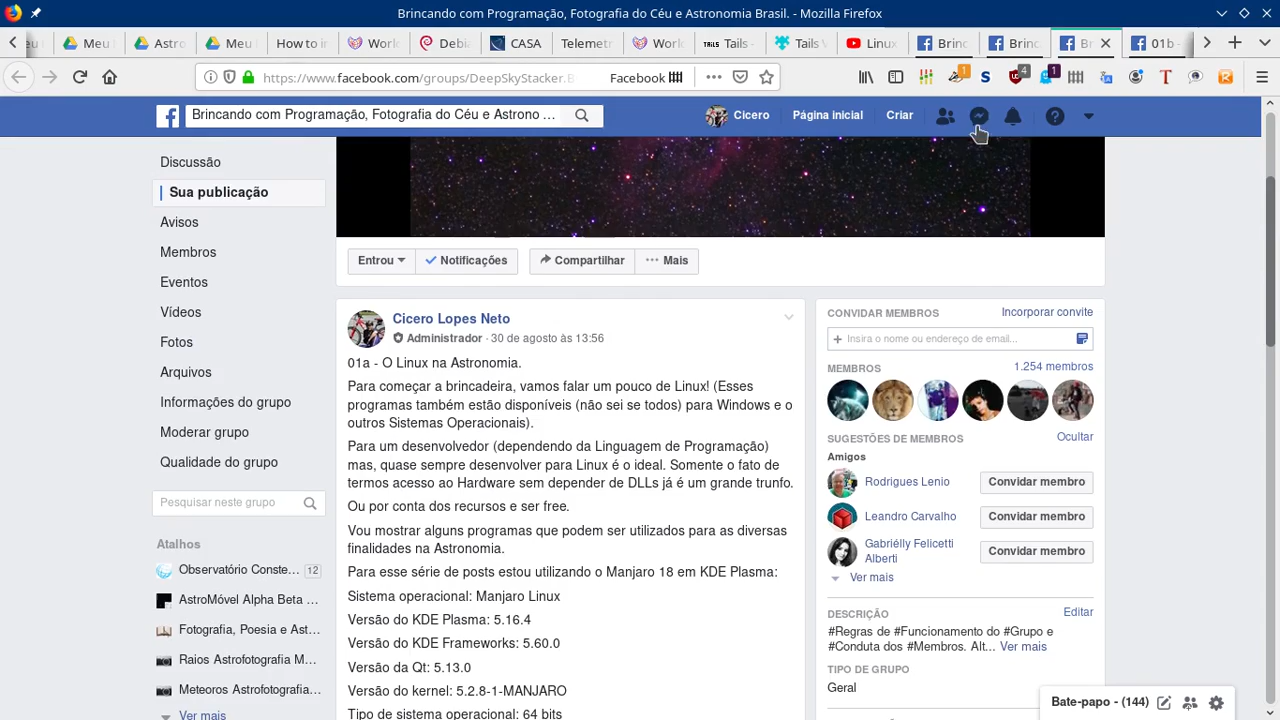 Brincando com Programação, Fotografia do Céu e Astronomia Brasil. - Mozilla Firefox
Meu
Astro
Meu
How to in
Worl
Debia
CASA
Telemetr
Worl
TAILS Tails -
Tails V
Linux
Brinc
Brinc
Br
01b -
https://www.facebook.com/groups/DeepSkyStacker.B
Facebook
S
1
4
1
T
Brincando com Programação, Fotografia do Céu e Astrono ...
Cicero
Página inicial
Criar
Discussão
Sua publicação
Avisos
Membros
Eventos
Vídeos
Fotos
Arquivos
Informações do grupo
Moderar grupo
Qualidade do grupo
Pesquisar neste grupo
Atalhos
Observatório Conste... 12
AstroMóvel Alpha Beta ...
Fotografia, Poesia e Ast...
Raios Astrofotografia M...
Meteoros Astrofotografia...
Ver mais
Entrou
Notificações
Compartilhar
Mais
Cicero Lopes Neto
Administrador · 30 de agosto às 13:56
01a - O Linux na Astronomia.
Para começar a brincadeira, vamos falar um pouco de Linux! (Esses
programas também estão disponíveis (não sei se todos) para Windows e o
outros Sistemas Operacionais).
Para um desenvolvedor (dependendo da Linguagem de Programação)
mas, quase sempre desenvolver para Linux é o ideal. Somente o fato de
termos acesso ao Hardware sem depender de DLLs já é um grande trunfo.
Ou por conta dos recursos e ser free.
Vou mostrar alguns programas que podem ser utilizados para as diversas
finalidades na Astronomia.
Para esse série de posts estou utilizando o Manjaro 18 em KDE Plasma:
Sistema operacional: Manjaro Linux
Versão do KDE Plasma: 5.16.4
Versão do KDE Frameworks: 5.60.0
Versão da Qt: 5.13.0
Versão do kernel: 5.2.8-1-MANJARO
Tipo de sistema operacional: 64 bits
CONVIDAR MEMBROS
Incorporar convite
Insira o nome ou endereço de email...
MEMBROS
1.254 membros
SUGESTÕES DE MEMBROS
Ocultar
Amigos
Rodrigues Lenio
Convidar membro
Leandro Carvalho
Convidar membro
Gabriélly Felicetti
Alberti
Convidar membro
Ver mais
DESCRIÇÃO
Editar
#Regras de #Funcionamento do #Grupo e
#Conduta dos #Membros. Alt... Ver mais
TIPO DE GRUPO
Geral
Bate-papo - (144)